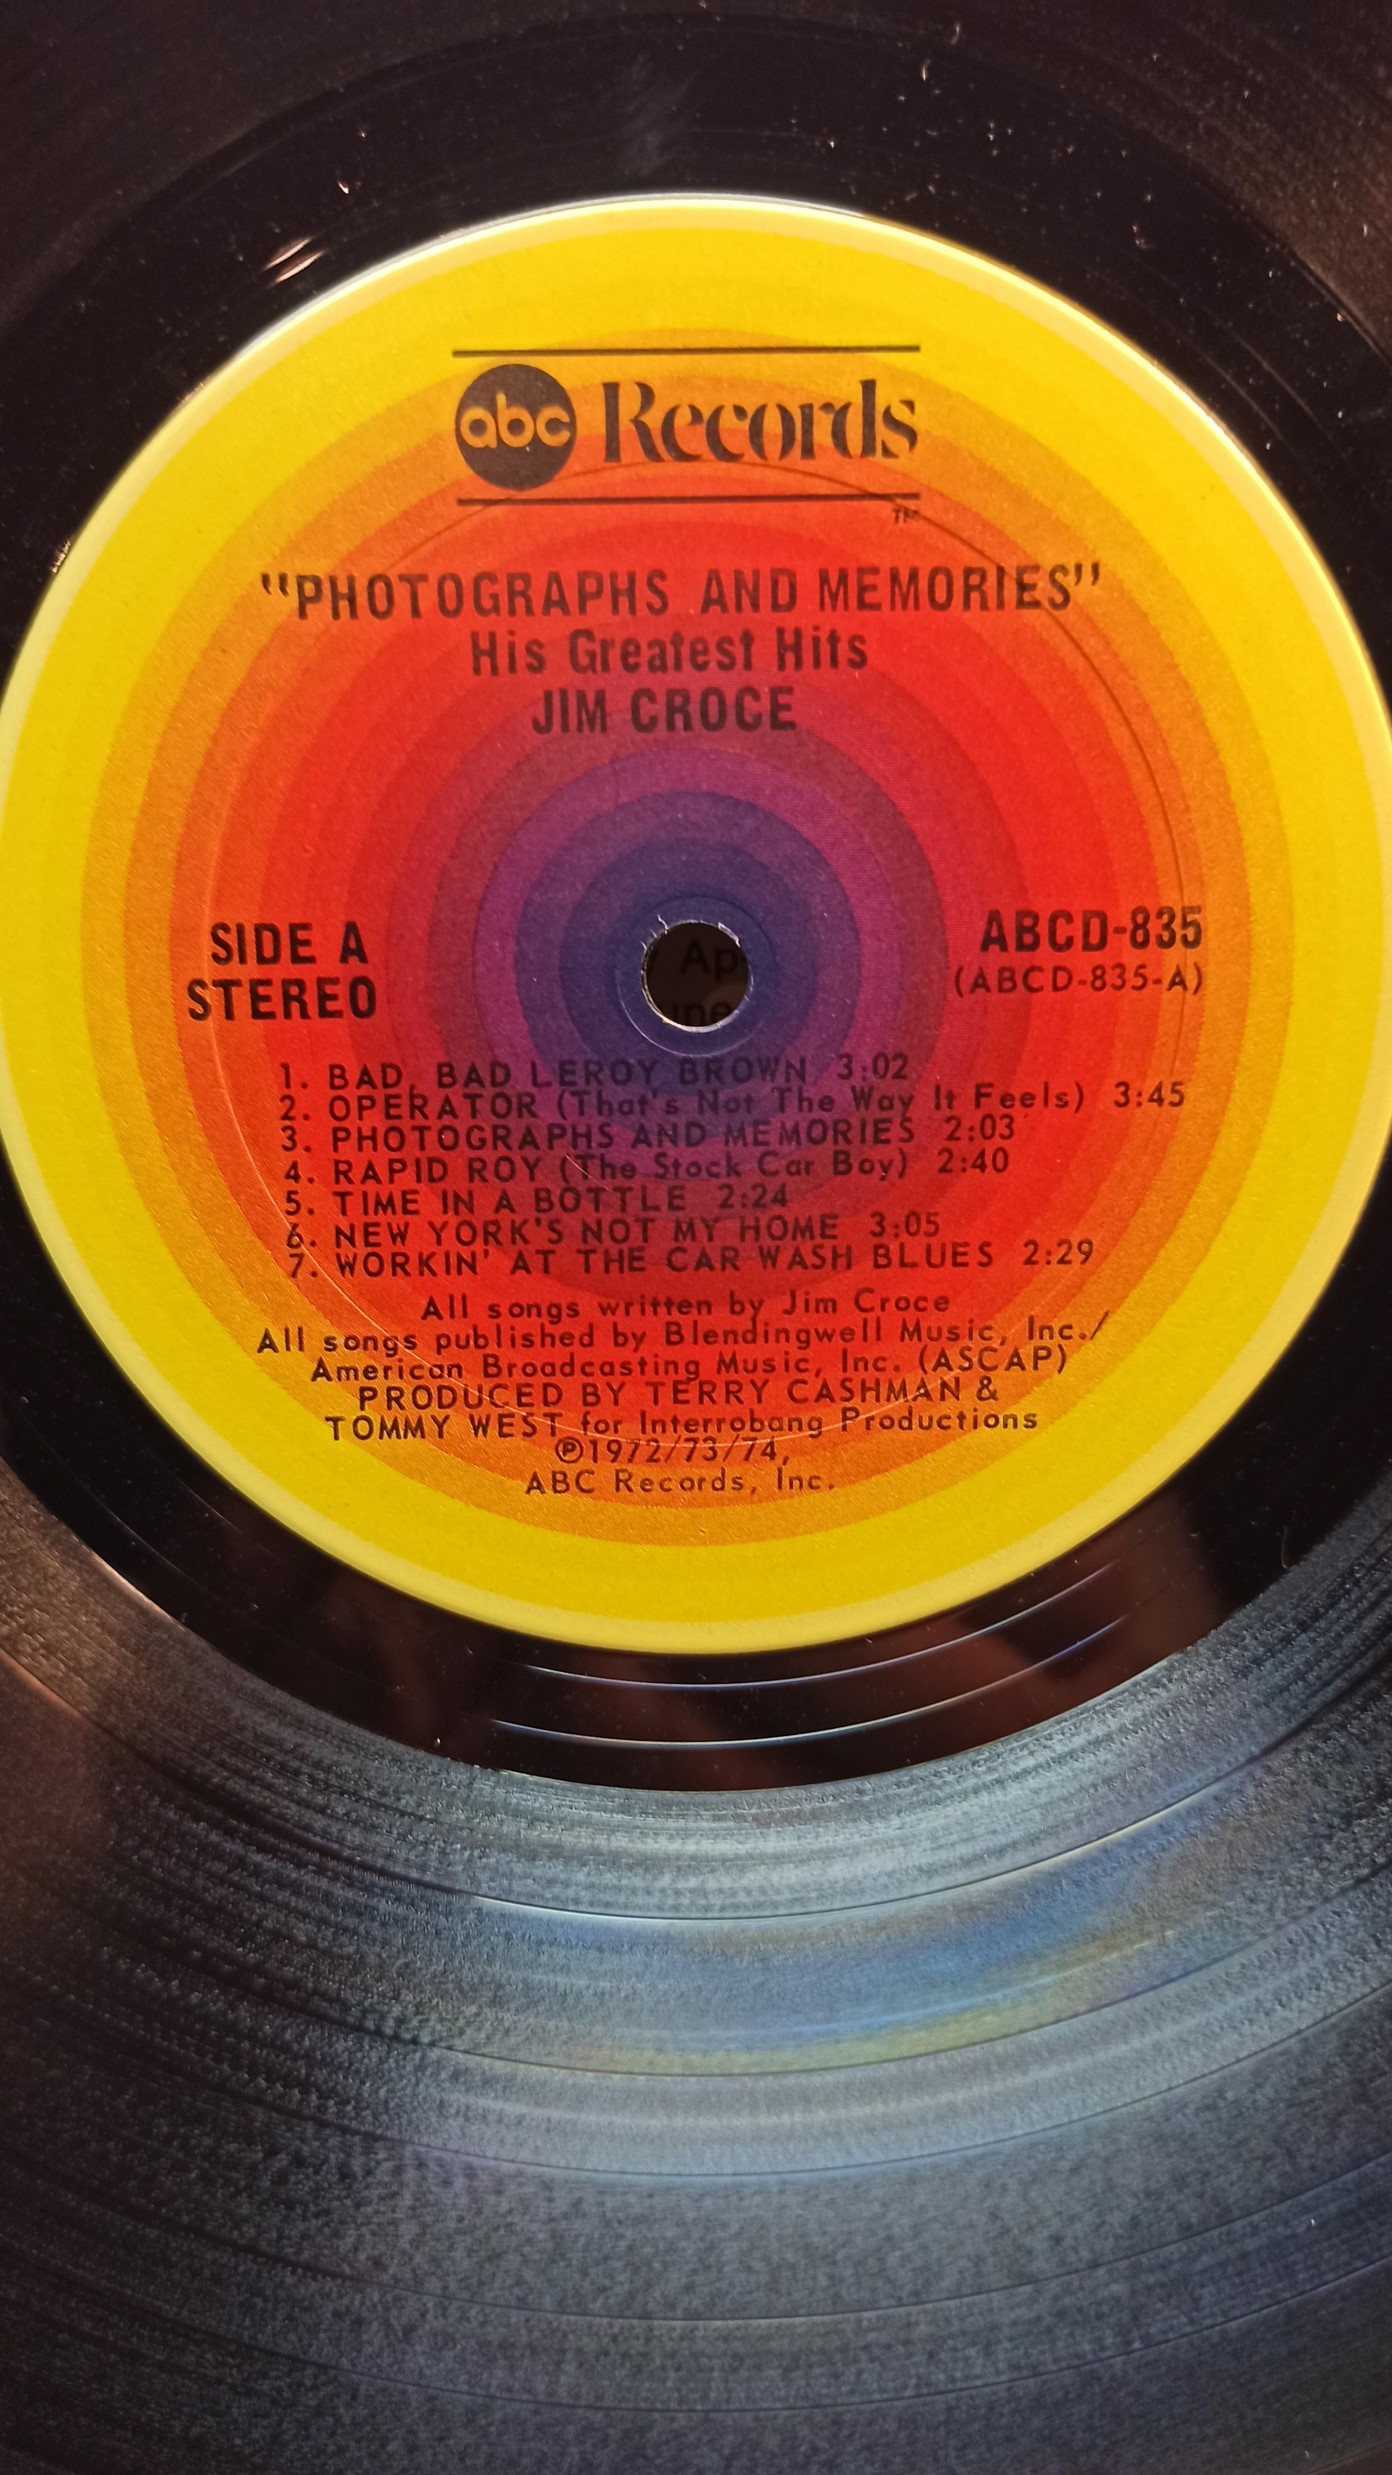 abc Records
TM
"PHOTOGRAPHS AND MEMORIES"
His Greatest Hits
JIM CROCE
SIDE A
STEREO
ABCD-835
(ABCD-835-A)
1. BAD, BAD LEROY BROWN 3:02
2. OPERATOR (That's Not The Way It Feels) 3:45
3. PHOTOGRAPHS AND MEMORIES 2:03
4. RAPID ROY (The Stock Car Boy) 2:40
5. TIME IN A BOTTLE 2:24
6. NEW YORK'S NOT MY HOME 3:05
7. WORKIN' AT THE CAR WASH BLUES 2:29
All songs written by Jim Croce
All songs published by Blendingwell Music, Inc./
American Broadcasting Music, Inc. (ASCAP)
PRODUCED BY TERRY CASHMAN &
TOMMY WEST for Interrobang Productions
℗1972/73/74,
ABC Records, Inc.